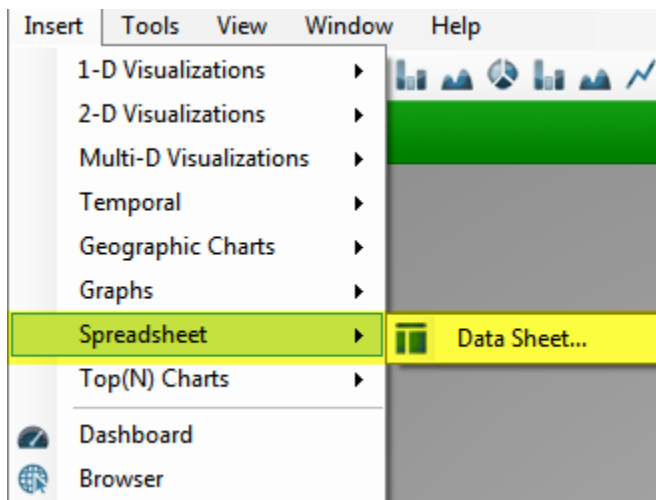 Insert Tools View Window Help
1-D Visualizations
2-D Visualizations
Multi-D Visualizations
Temporal
Geographic Charts
Graphs
Spreadsheet
Data Sheet...
Top(N) Charts
Dashboard
Browser